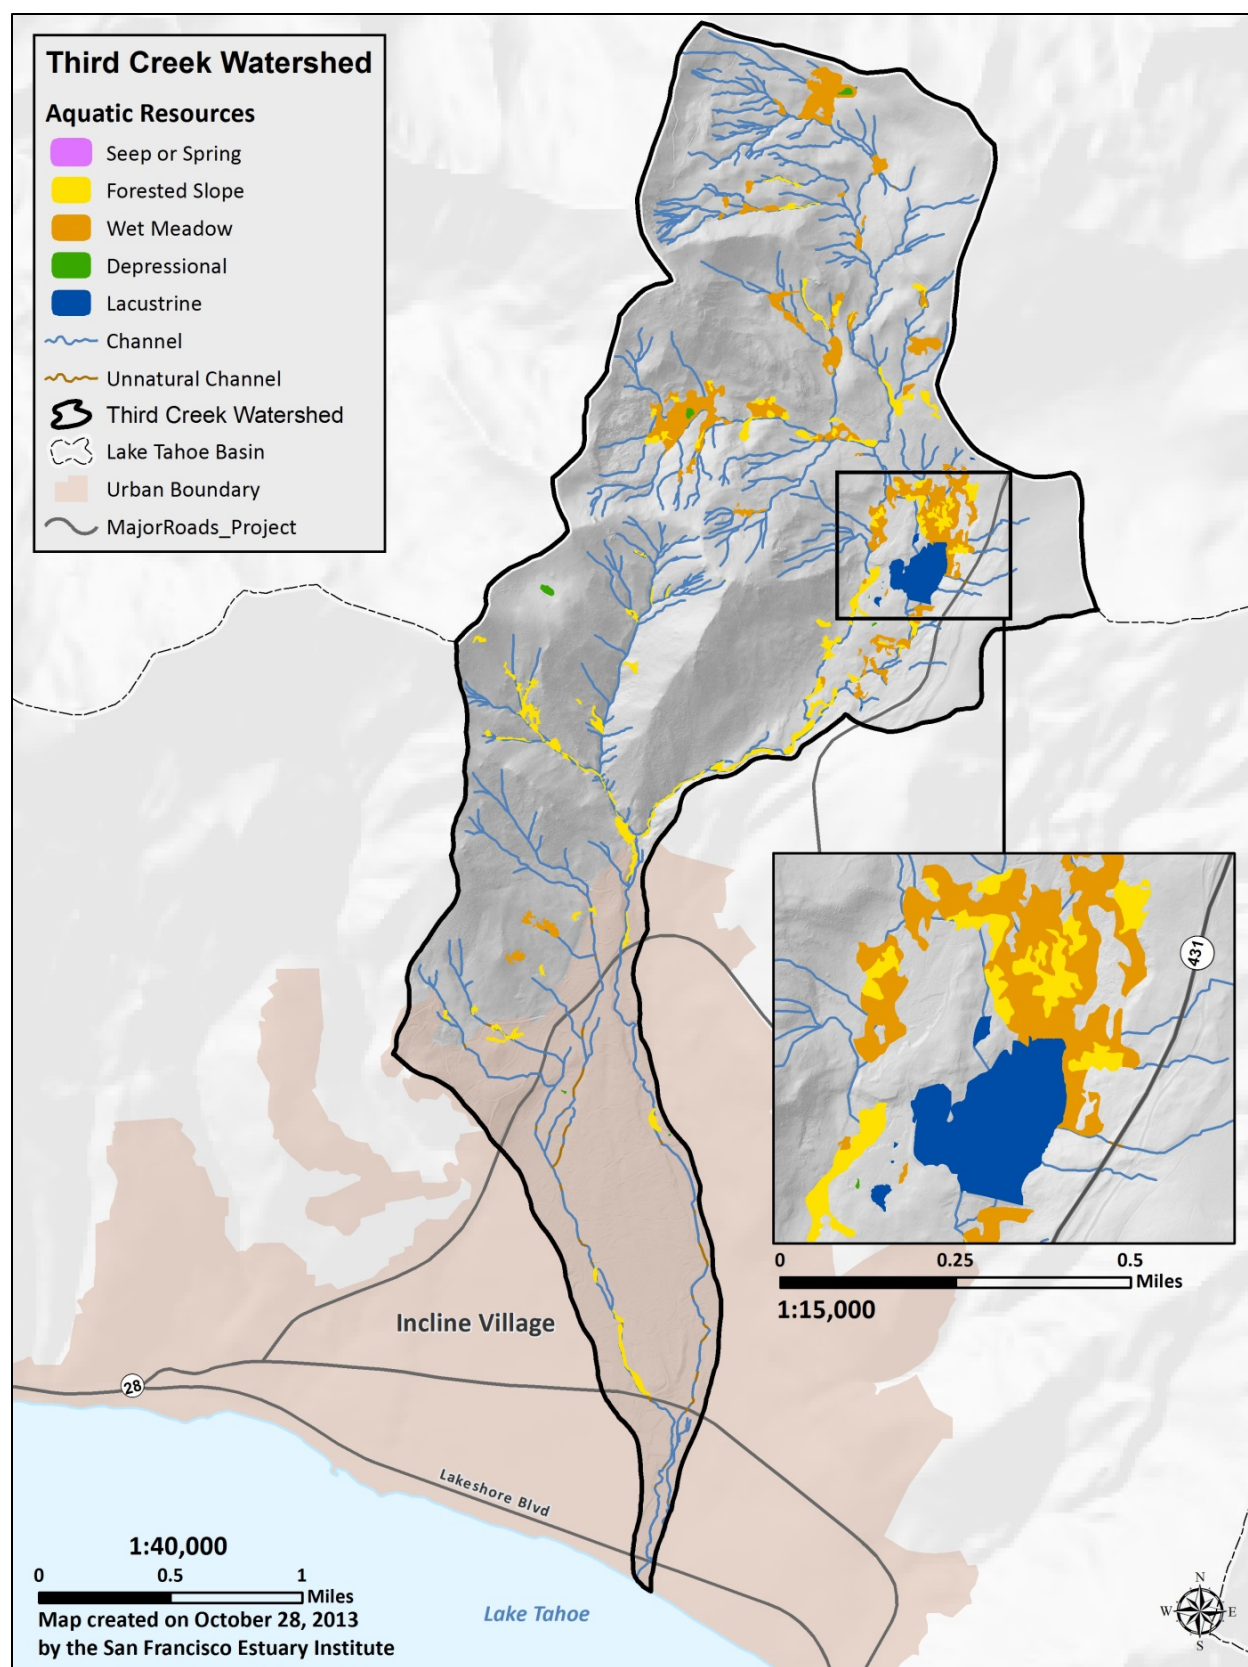 Third Creek Watershed
Aquatic Resources
Seep or Spring
Forested Slope
Wet Meadow
Depressional
Lacustrine
Channel
Unnatural Channel
Third Creek Watershed
Lake Tahoe Basin
Urban Boundary
MajorRoads_Project
431
0 0.25 0.5
Miles
1:15,000
Incline Village
28
Lakeshore Blvd
1:40,000
0 0.5 1
Miles
Map created on October 28, 2013
by the San Francisco Estuary Institute
Lake Tahoe
N
W E
S